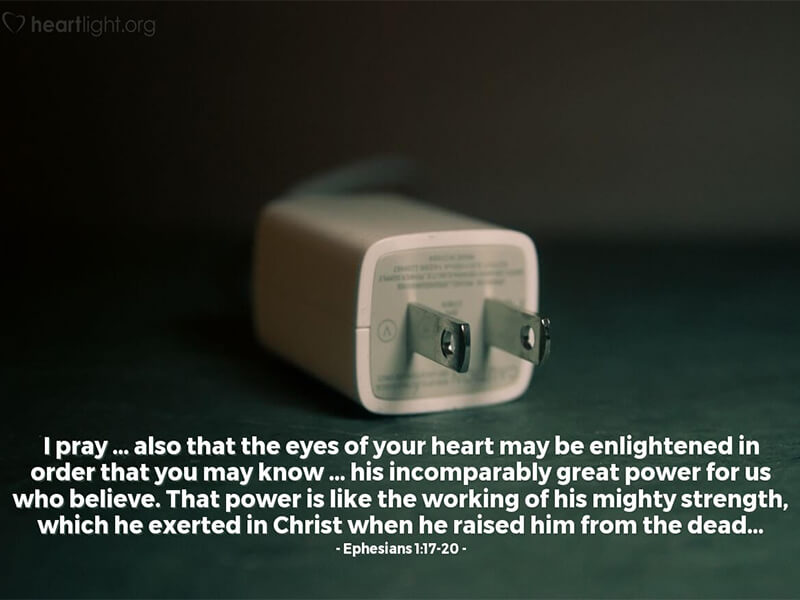 heartlight.org
I pray ... also that the eyes of your heart may be enlightened in
order that you may know ... his incomparably great power for us
who believe. That power is like the working of his mighty strength,
which he exerted in Christ when he raised him from the dead...
- Ephesians 1:17-20 -